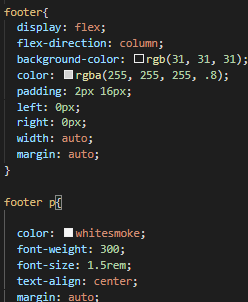 footer{
display: flex;
flex-direction: column;
background-color: rgb(31, 31, 31);
color: rgba(255, 255, 255, .8);
padding: 2px 16px;
left: 0px;
right: 0px;
width: auto;
margin: auto;
}
footer p{
color: whitesmoke;
font-weight: 300;
font-size: 1.5rem;
text-align: center;
margin: auto;